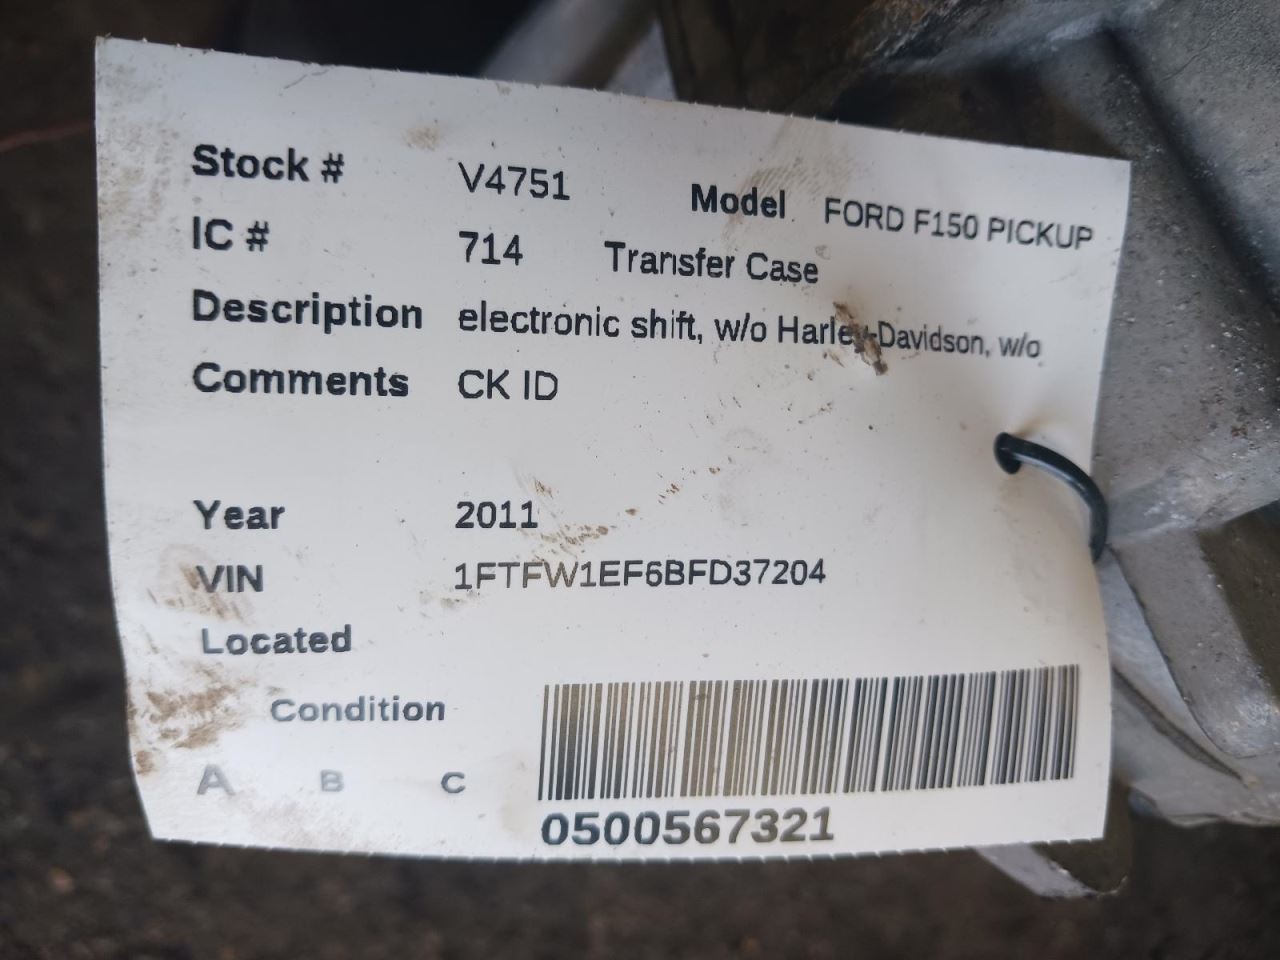 Stock # V4751 Model FORD F150 PICKUP
IC # 714 Transfer Case
Description electronic shift, w/o Harley-Davidson, w/o
Comments CK ID
Year 2011
VIN 1FTFW1EF6BFD37204
Located
Condition
A B C
0500567321